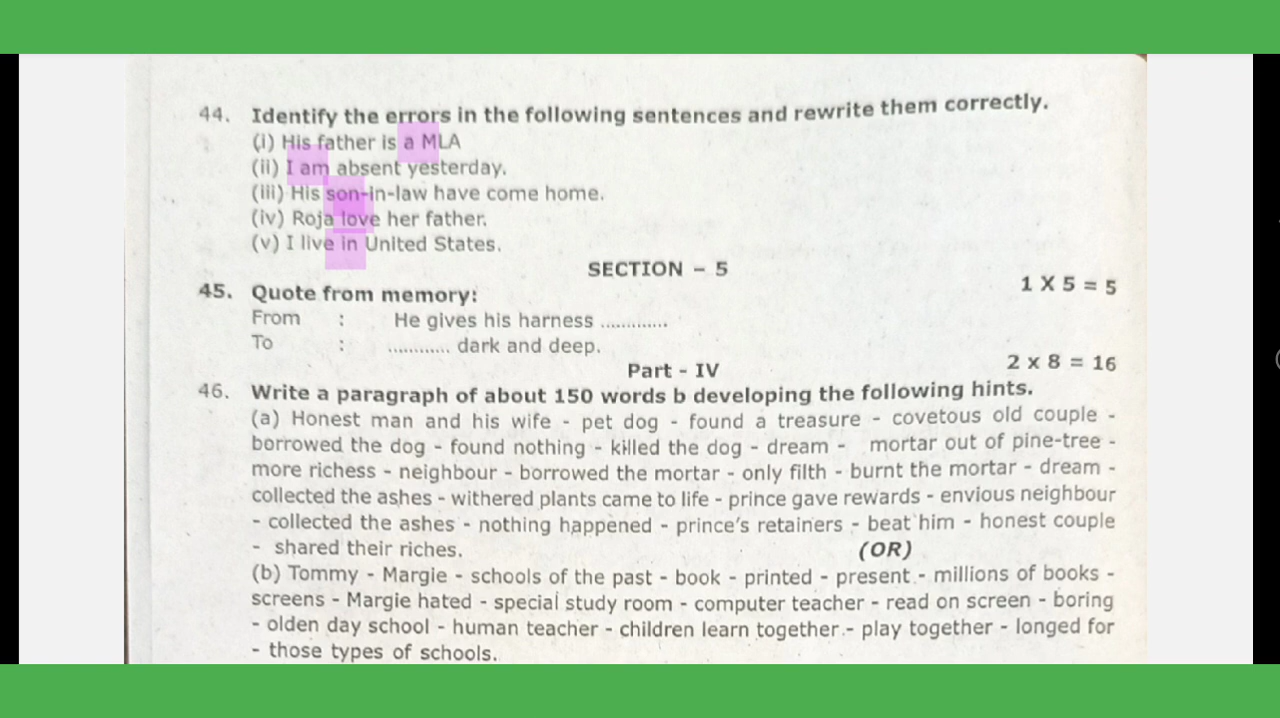 44. Identify the errors in the following sentences and rewrite them correctly.
(i) His father is a MLA
(ii) I am absent yesterday.
(iii) His son-in-law have come home.
(iv) Roja love her father.
(v) I live in United States.
SECTION – 5
45. Quote from memory: 1 X 5 = 5
From : He gives his harness .............
To : ............ dark and deep.
Part - IV 2 x 8 = 16
46. Write a paragraph of about 150 words b developing the following hints.
(a) Honest man and his wife - pet dog - found a treasure - covetous old couple -
borrowed the dog - found nothing - killed the dog - dream - mortar out of pine-tree -
more richess - neighbour - borrowed the mortar - only filth - burnt the mortar - dream -
collected the ashes - withered plants came to life - prince gave rewards - envious neighbour
- collected the ashes - nothing happened - prince's retainers - beat him - honest couple
- shared their riches. (OR)
(b) Tommy - Margie - schools of the past - book - printed - present - millions of books -
screens - Margie hated - special study room - computer teacher - read on screen - boring
- olden day school - human teacher - children learn together - play together - longed for
- those types of schools.